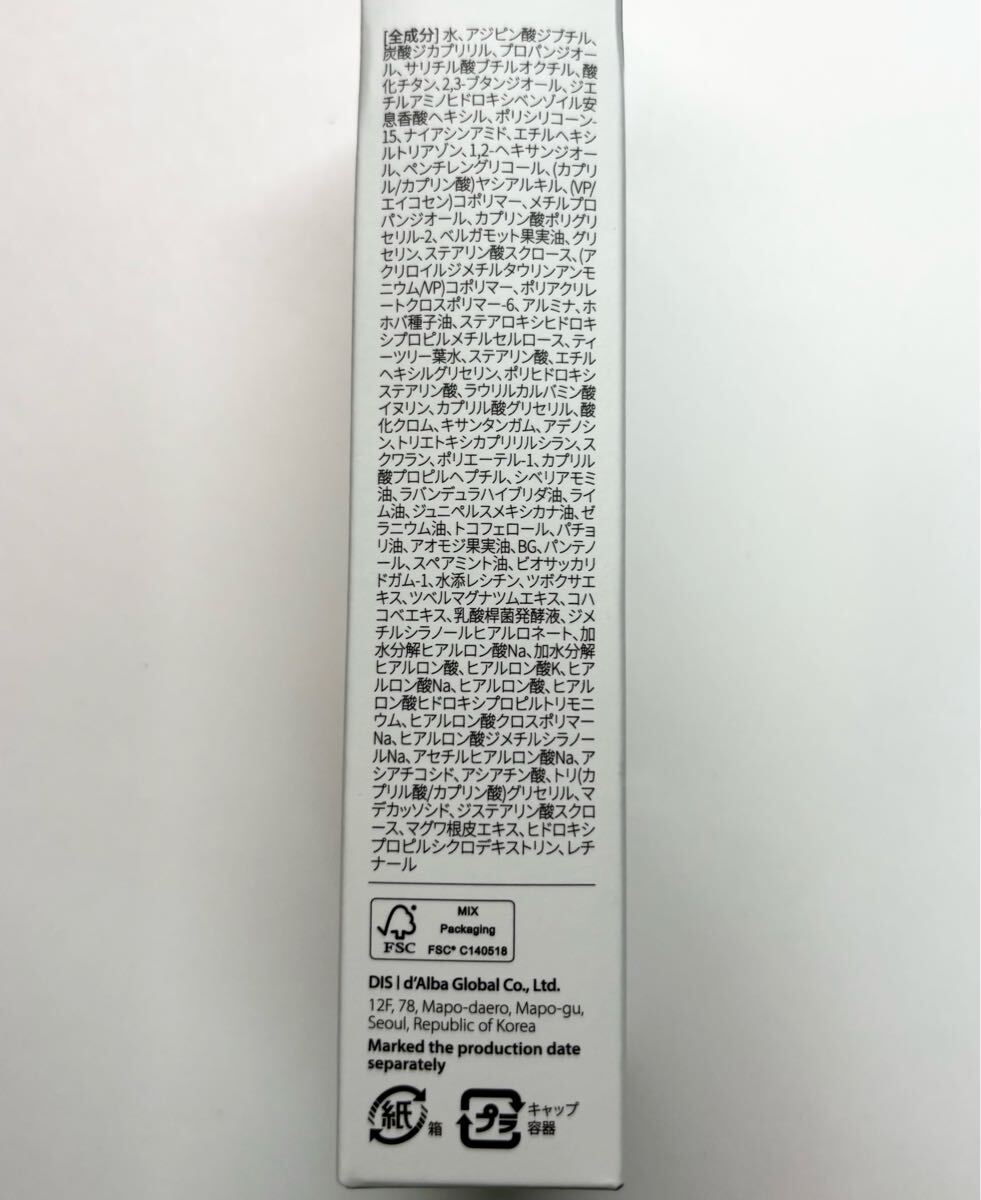 [全成分] 水、アジピン酸ジブチル、
炭酸ジカプリリル、プロパンジオー
ル、サリチル酸ブチルオクチル、酸
化チタン、2,3-ブタンジオール、ジエ
チルアミノヒドロキシベンゾイル安
息香酸ヘキシル、ポリシリコーン-
15、ナイアシンアミド、エチルヘキシ
ルトリアゾン、1,2-ヘキサンジオー
ル、ペンチレングリコール、(カプリ
ル/カプリン酸)ヤシアルキル、(VP/
エイコセン)コポリマー、メチルプロ
パンジオール、カプリン酸ポリグリ
セリル-2、ベルガモット果実油、グリ
セリン、ステアリン酸スクロース、(ア
クリロイルジメチルタウリンアンモ
ニウム/VP)コポリマー、ポリアクリレ
ートクロスポリマー-6、アルミナ、ホ
ホバ種子油、ステアロキシヒドロキ
シプロピルメチルセルロース、ティ
ーツリー葉水、ステアリン酸、エチル
ヘキシルグリセリン、ポリヒドロキシ
ステアリン酸、ラウリルカルバミン酸
イヌリン、カプリル酸グリセリル、酸
化クロム、キサンタンガム、アデノシ
ン、トリエトキシカプリリルシラン、ス
クワラン、ポリエーテル-1、カプリル
酸プロピルヘプチル、シベリアモミ
油、ラバンデュラハイブリダ油、ライ
ム油、ジュニペルスメキシカナ油、ゼ
ラニウム油、トコフェロール、パチョ
リ油、アオモジ果実油、BG、パンテノ
ール、スペアミント油、ビオサッカリ
ドガム-1、水添レシチン、ツボクサエ
キス、ツベルマグナツムエキス、コハ
コベエキス、乳酸桿菌発酵液、ジメ
チルシラノールヒアルロネート、加
水分解ヒアルロン酸Na、加水分解
ヒアルロン酸、ヒアルロン酸K、ヒア
ルロン酸Na、ヒアルロン酸、ヒアル
ロン酸ヒドロキシプロピルトリモニ
ウム、ヒアルロン酸クロスポリマー
Na、ヒアルロン酸ジメチルシラノー
ルNa、アセチルヒアルロン酸Na、ア
シアチコシド、アシアチン酸、トリ(カ
プリル酸/カプリン酸)グリセリル、マ
デカッソシド、ジステアリン酸スクロ
ース、マグワ根皮エキス、ヒドロキシ
プロピルシクロデキストリン、レチ
ナール
FSC
MIX
Packaging
FSC® C140518
DIS | d'Alba Global Co., Ltd.
12F, 78, Mapo-daero, Mapo-gu,
Seoul, Republic of Korea
Marked the production date
separately
紙
箱
プラ
キャップ
容器